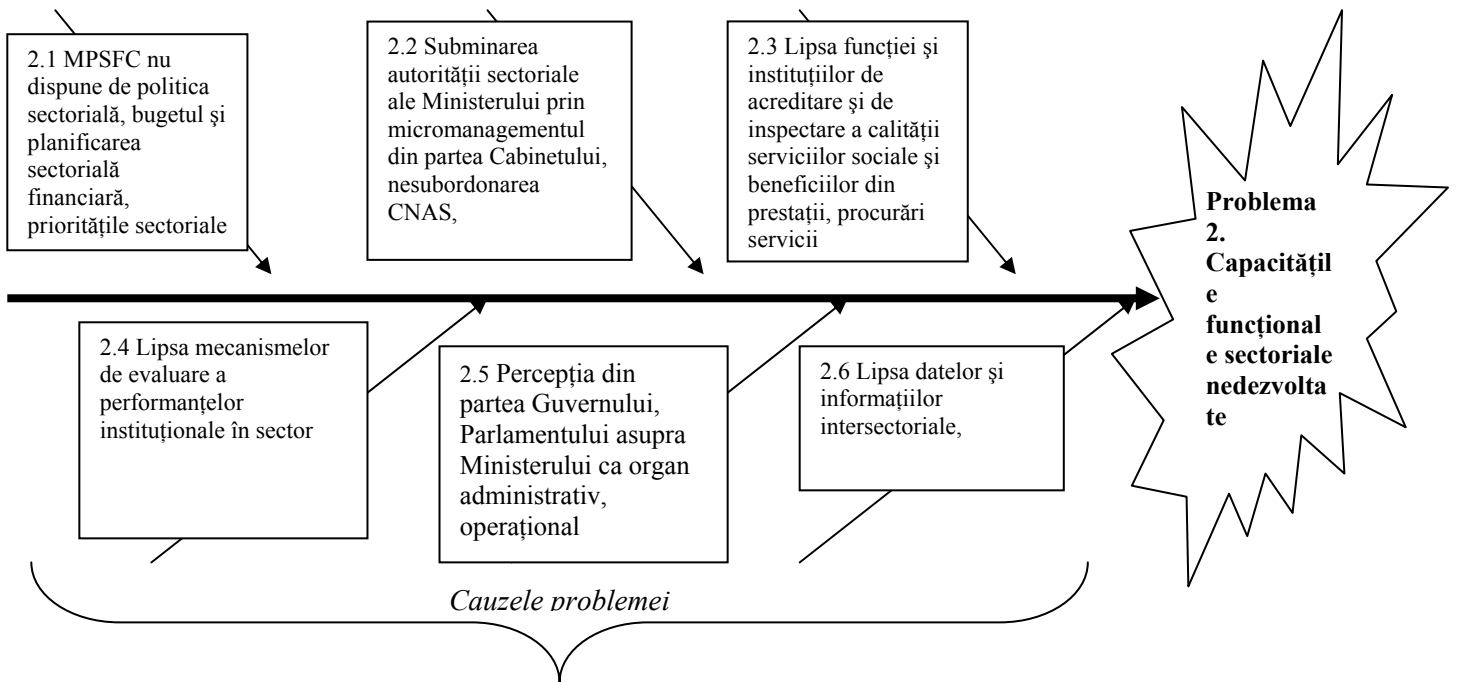 2.1 MPSFC nu
dispune de politica
sectorială, bugetul şi
planificarea
sectorială
financiară,
priorităţile sectoriale
2.2 Subminarea
autorităţii sectoriale
ale Ministerului prin
micromanagementul
din partea Cabinetului,
nesubordonarea
CNAS,
2.3 Lipsa funcţiei şi
instituţiilor de
acreditare şi de
inspectare a calităţii
serviciilor sociale şi
beneficiilor din
prestaţii, procurări
servicii
2.4 Lipsa mecanismelor
de evaluare a
performanţelor
instituţionale în sector
2.5 Percepţia din
partea Guvernului,
Parlamentului asupra
Ministerului ca organ
administrativ,
operaţional
2.6 Lipsa datelor şi
informaţiilor
intersectoriale,
Problema
2.
Capacităţil
e
funcţional
e sectoriale
nedezvolta
te
Cauzele problemei